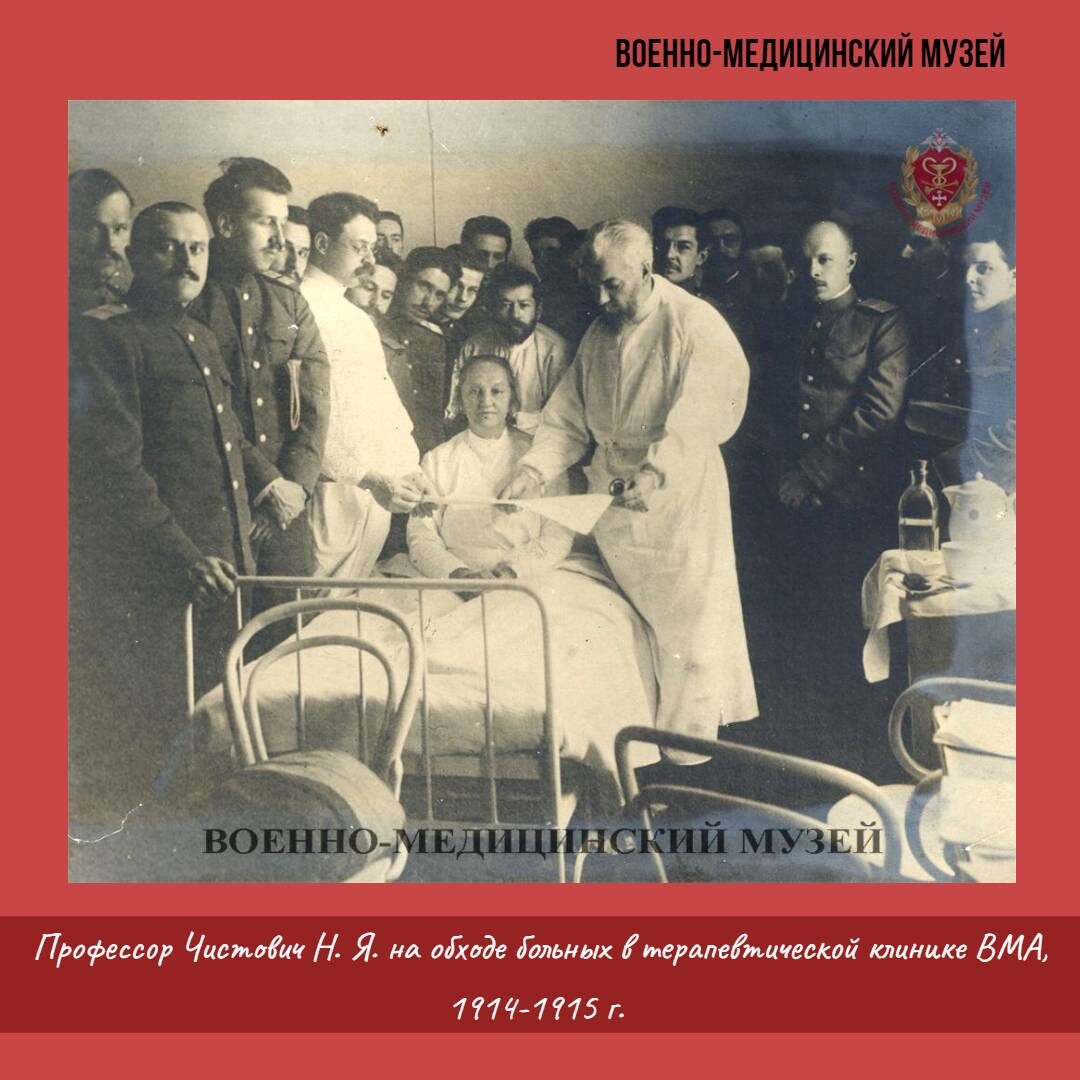 ВОЕННО-МЕДИЦИНСКИЙ МУЗЕЙ
ВОЕННО-МЕДИЦИНСКИЙ МУЗЕЙ
Профессор Чистович Н. Я. на обходе больных в терапевтической клинике ВМА,
1914-1915 г.